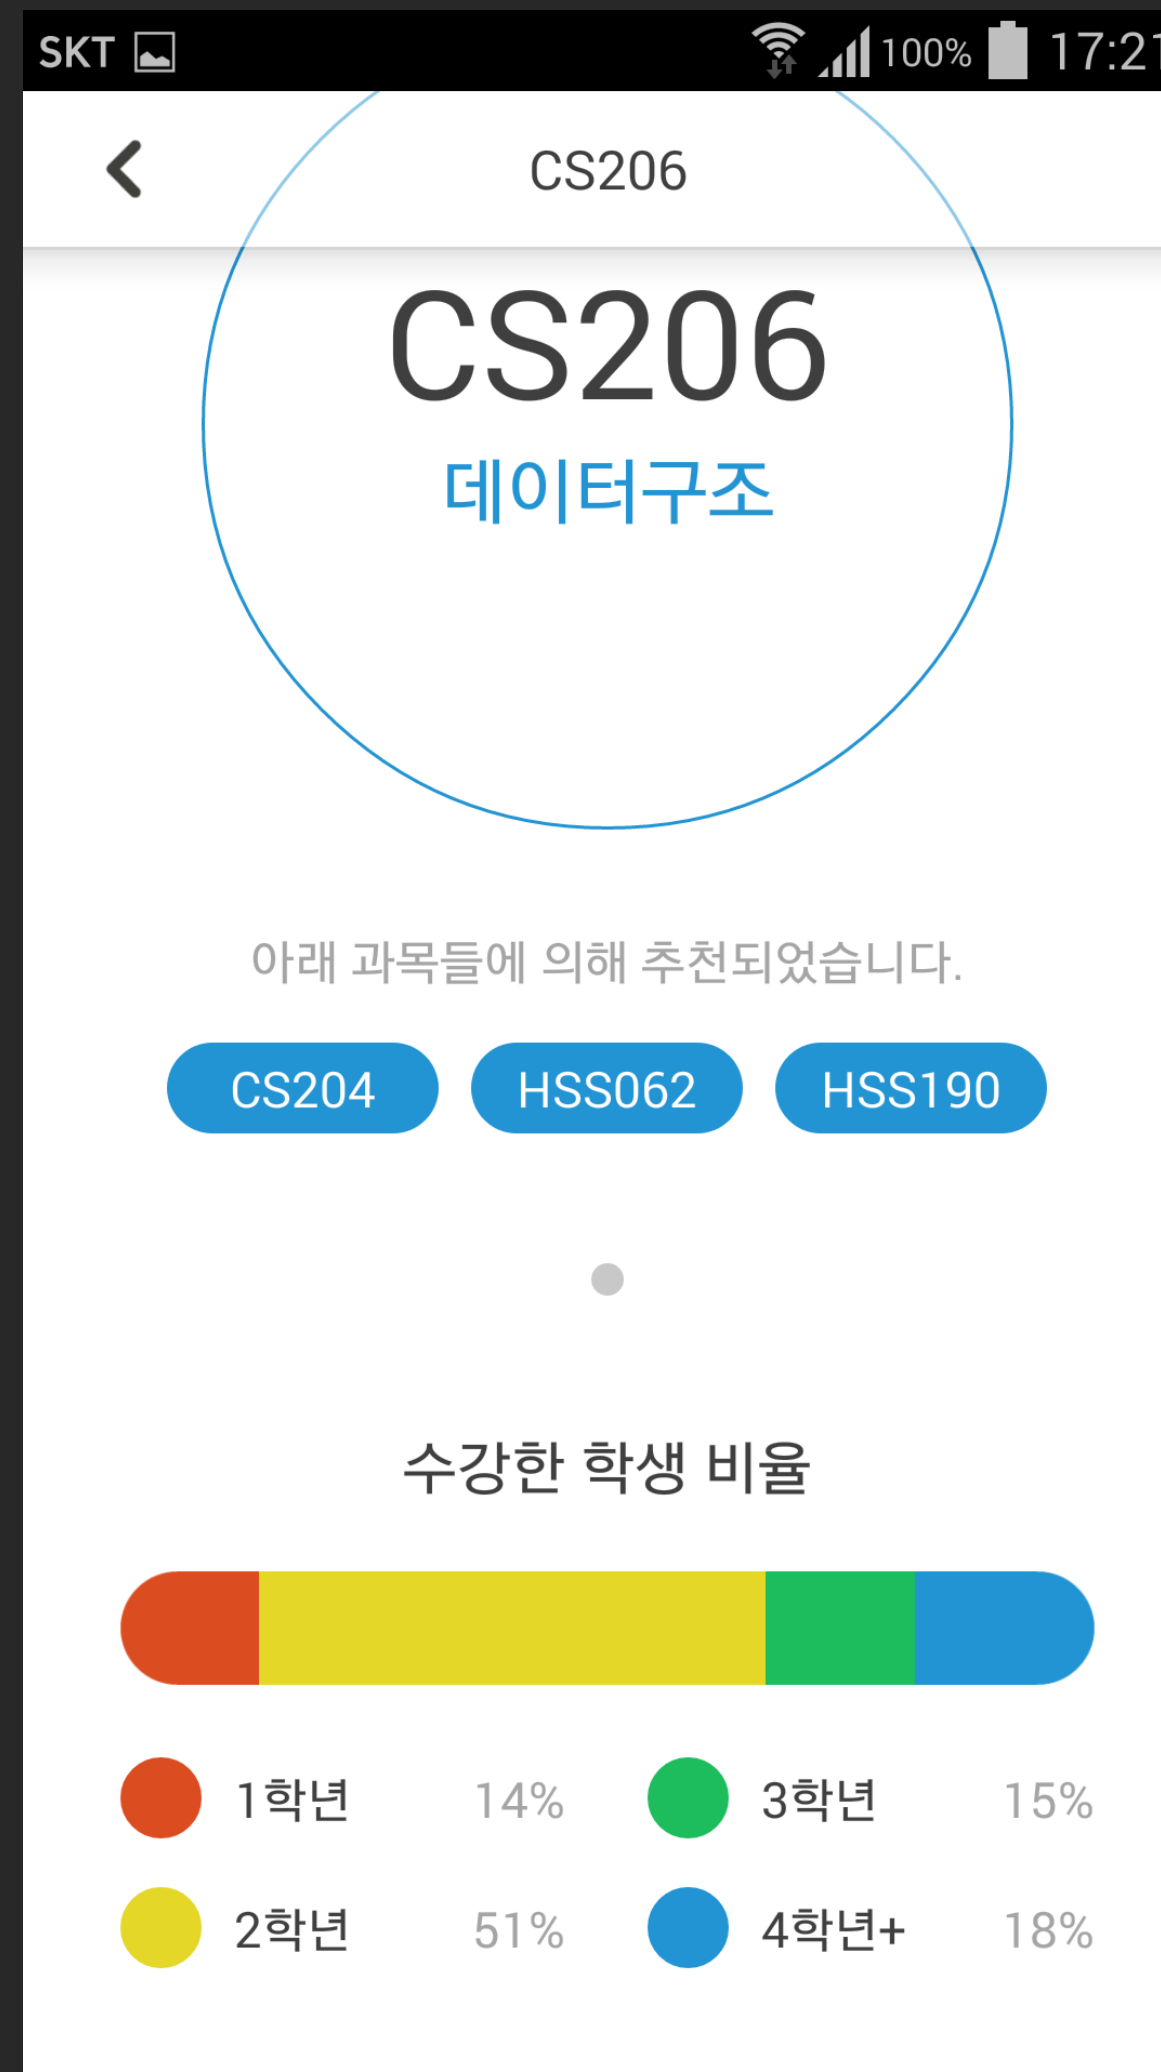 SKT 100% 17:21
CS206
CS206
데이터구조
아래 과목들에 의해 추천되었습니다.
CS204 HSS062 HSS190
수강한 학생 비율
1학년 14% 3학년 15%
2학년 51% 4학년+ 18%